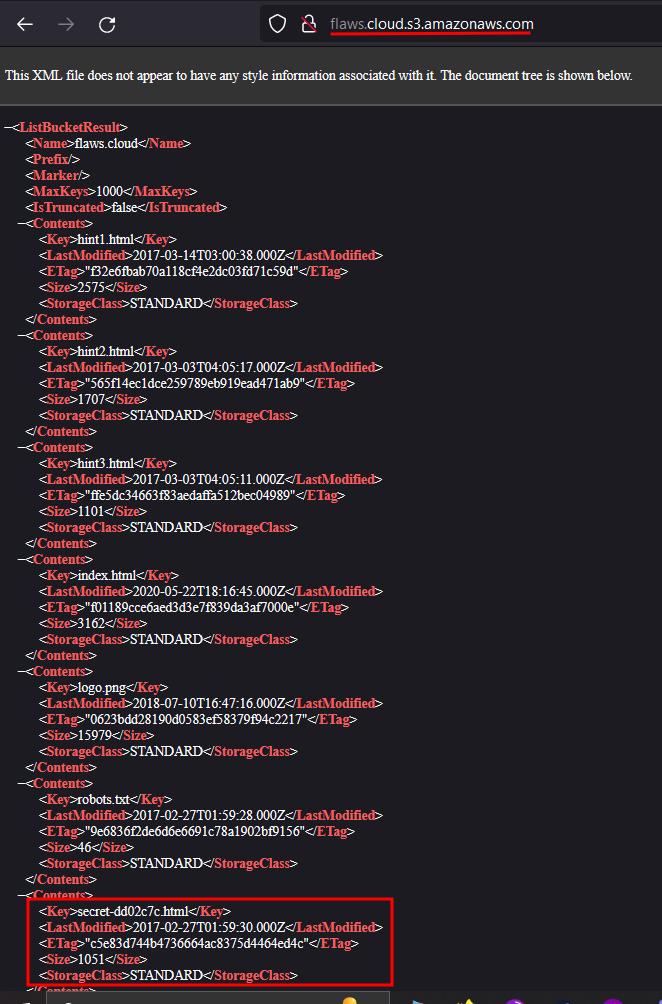 flaws.cloud.s3.amazonaws.com
This XML file does not appear to have any style information associated with it. The document tree is shown below.
−<ListBucketResult>
<Name>flaws.cloud</Name>
<Prefix/>
<Marker/>
<MaxKeys>1000</MaxKeys>
<IsTruncated>false</IsTruncated>
−<Contents>
<Key>hint1.html</Key>
<LastModified>2017-03-14T03:00:38.000Z</LastModified>
<ETag>"f32e6fbab70a118cf4e2dc03fd71c59d"</ETag>
<Size>2575</Size>
<StorageClass>STANDARD</StorageClass>
</Contents>
−<Contents>
<Key>hint2.html</Key>
<LastModified>2017-03-03T04:05:17.000Z</LastModified>
<ETag>"565f14ec1dce259789eb919ead471ab9"</ETag>
<Size>1707</Size>
<StorageClass>STANDARD</StorageClass>
</Contents>
−<Contents>
<Key>hint3.html</Key>
<LastModified>2017-03-03T04:05:11.000Z</LastModified>
<ETag>"ffe5dc34663f83aedaffa512bec04989"</ETag>
<Size>1101</Size>
<StorageClass>STANDARD</StorageClass>
</Contents>
−<Contents>
<Key>index.html</Key>
<LastModified>2020-05-22T18:16:45.000Z</LastModified>
<ETag>"f01189cce6aed3d3e7f839da3af7000e"</ETag>
<Size>3162</Size>
<StorageClass>STANDARD</StorageClass>
</Contents>
−<Contents>
<Key>logo.png</Key>
<LastModified>2018-07-10T16:47:16.000Z</LastModified>
<ETag>"0623bdd28190d0583ef58379f94c2217"</ETag>
<Size>15979</Size>
<StorageClass>STANDARD</StorageClass>
</Contents>
−<Contents>
<Key>robots.txt</Key>
<LastModified>2017-02-27T01:59:28.000Z</LastModified>
<ETag>"9e6836f2de6d6e6691c78a1902bf9156"</ETag>
<Size>46</Size>
<StorageClass>STANDARD</StorageClass>
</Contents>
−<Contents>
<Key>secret-dd02c7c.html</Key>
<LastModified>2017-02-27T01:59:30.000Z</LastModified>
<ETag>"c5e83d744b4736664ac8375d4464ed4c"</ETag>
<Size>1051</Size>
<StorageClass>STANDARD</StorageClass>
</Contents>